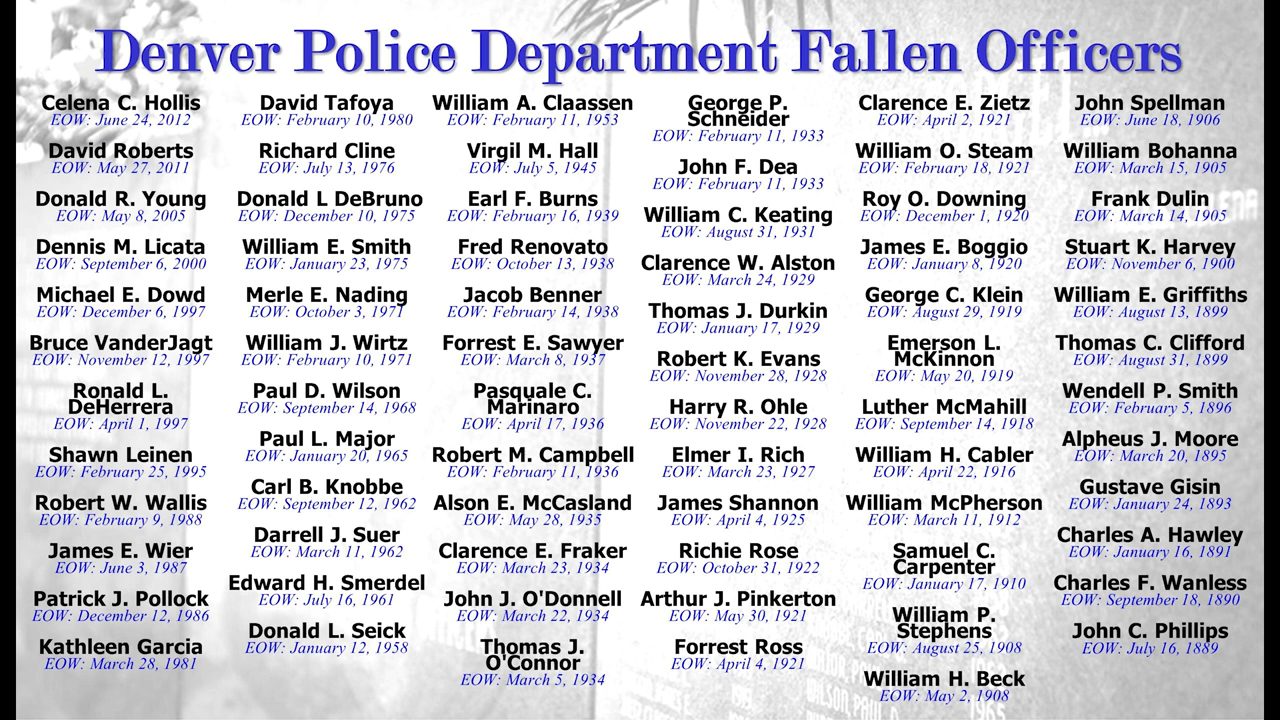 Denver Police Department Fallen Officers
Celena C. Hollis
EOW: June 24, 2012
David Roberts
EOW: May 27, 2011
Donald R. Young
EOW: May 8, 2005
Dennis M. Licata
EOW: September 6, 2000
Michael E. Dowd
EOW: December 6, 1997
Bruce VanderJagt
EOW: November 12, 1997
Ronald L.
DeHerrera
EOW: April 1, 1997
Shawn Leinen
EOW: February 25, 1995
Robert W. Wallis
EOW: February 9, 1988
James E. Wier
EOW: June 3, 1987
Patrick J. Pollock
EOW: December 12, 1986
Kathleen Garcia
EOW: March 28, 1981
David Tafoya
EOW: February 10, 1980
Richard Cline
EOW: July 13, 1976
Donald L DeBruno
EOW: December 10, 1975
William E. Smith
EOW: January 23, 1975
Merle E. Nading
EOW: October 3, 1971
William J. Wirtz
EOW: February 10, 1971
Paul D. Wilson
EOW: September 14, 1968
Paul L. Major
EOW: January 20, 1965
Carl B. Knobbe
EOW: September 12, 1962
Darrell J. Suer
EOW: March 11, 1962
Edward H. Smerdel
EOW: July 16, 1961
Donald L. Seick
EOW: January 12, 1958
William A. Claassen
EOW: February 11, 1953
Virgil M. Hall
EOW: July 5, 1945
Earl F. Burns
EOW: February 16, 1939
Fred Renovato
EOW: October 13, 1938
Jacob Benner
EOW: February 14, 1938
Forrest E. Sawyer
EOW: March 8, 1937
Pasquale C.
Marinaro
EOW: April 17, 1936
Robert M. Campbell
EOW: February 11, 1936
Alson E. McCasland
EOW: May 28, 1935
Clarence E. Fraker
EOW: March 23, 1934
John J. O'Donnell
EOW: March 22, 1934
Thomas J.
O'Connor
EOW: March 5, 1934
George P.
Schneider
EOW: February 11, 1933
John F. Dea
EOW: February 11, 1933
William C. Keating
EOW: August 31, 1931
Clarence W. Alston
EOW: March 24, 1929
Thomas J. Durkin
EOW: January 17, 1929
Robert K. Evans
EOW: November 28, 1928
Harry R. Ohle
EOW: November 22, 1928
Elmer I. Rich
EOW: March 23, 1927
James Shannon
EOW: April 4, 1925
Richie Rose
EOW: October 31, 1922
Arthur J. Pinkerton
EOW: May 30, 1921
Forrest Ross
EOW: April 4, 1921
Clarence E. Zietz
EOW: April 2, 1921
William O. Steam
EOW: February 18, 1921
Roy O. Downing
EOW: December 1, 1920
James E. Boggio
EOW: January 8, 1920
George C. Klein
EOW: August 29, 1919
Emerson L.
McKinnon
EOW: May 20, 1919
Luther McMahill
EOW: September 14, 1918
William H. Cabler
EOW: April 22, 1916
William McPherson
EOW: March 11, 1912
Samuel C.
Carpenter
EOW: January 17, 1910
William P.
Stephens
EOW: August 25, 1908
William H. Beck
EOW: May 2, 1908
John Spellman
EOW: June 18, 1906
William Bohanna
EOW: March 15, 1905
Frank Dulin
EOW: March 14, 1905
Stuart K. Harvey
EOW: November 6, 1900
William E. Griffiths
EOW: August 13, 1899
Thomas C. Clifford
EOW: August 31, 1899
Wendell P. Smith
EOW: February 5, 1896
Alpheus J. Moore
EOW: March 20, 1895
Gustave Gisin
EOW: January 24, 1893
Charles A. Hawley
EOW: January 16, 1891
Charles F. Wanless
EOW: September 18, 1890
John C. Phillips
EOW: July 16, 1889